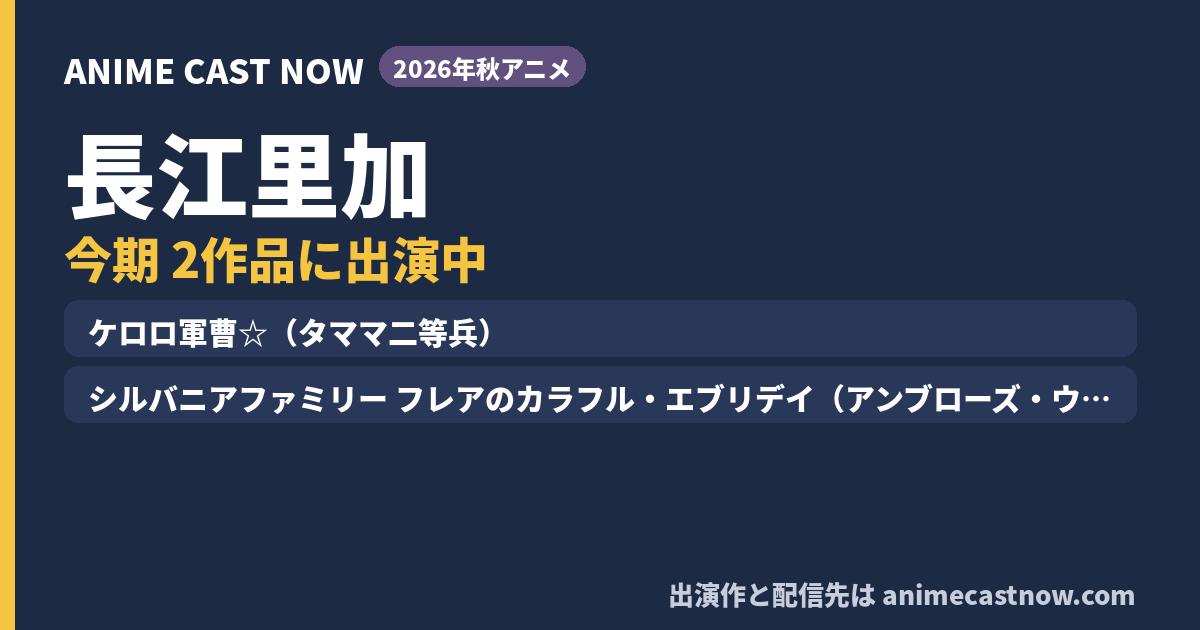 ANIME CAST NOW 2026年秋アニメ
長江里加
今期 2作品に出演中
ケロロ軍曹☆（タママ二等兵）
シルバニアファミリー フレアのカラフル・エブリデイ（アンブローズ・ウ…
出演作と配信先は animecastnow.com